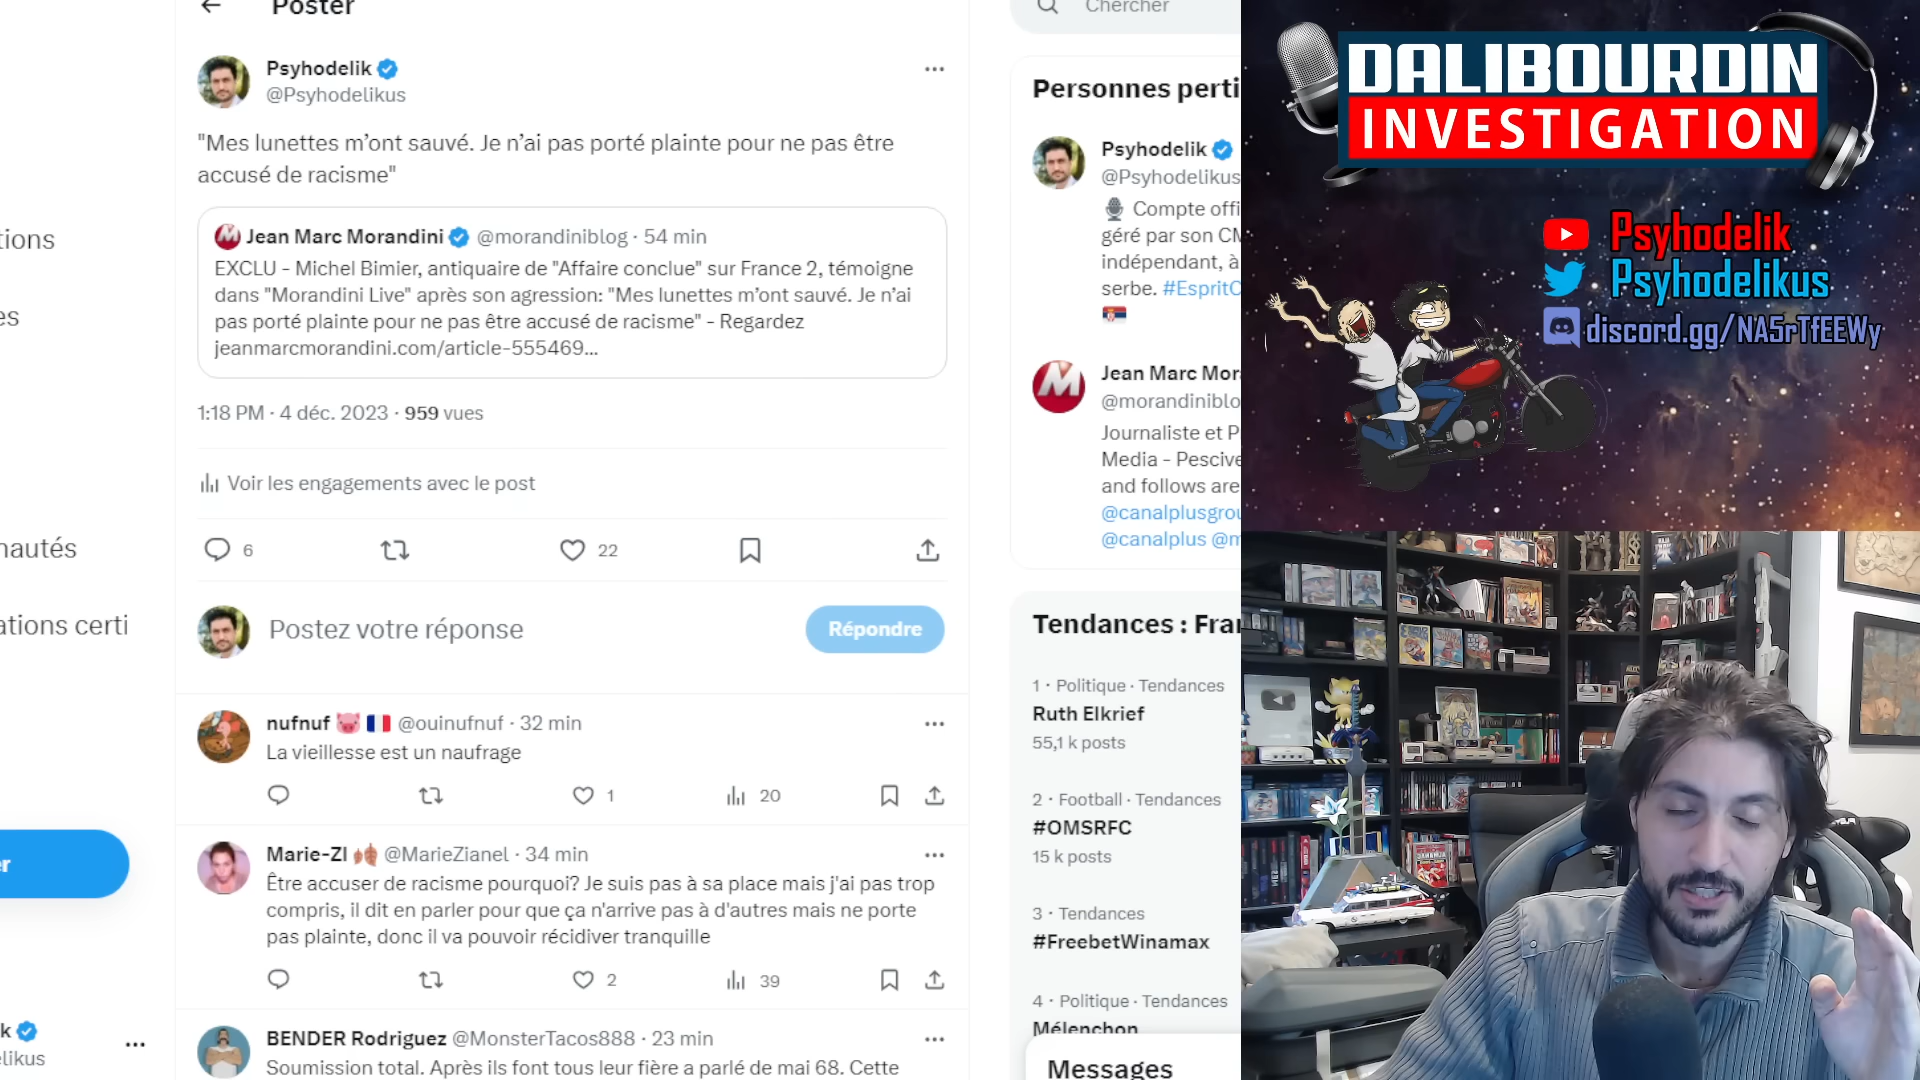 Poster
Psyhodelik
@Psyhodelikus
"Mes lunettes m’ont sauvé. Je n’ai pas porté plainte pour ne pas être
accusé de racisme"
Jean Marc Morandini @morandiniblog · 54 min
EXCLU - Michel Bimier, antiquaire de "Affaire conclue" sur France 2, témoigne
dans "Morandini Live" après son agression: "Mes lunettes m’ont sauvé. Je n’ai
pas porté plainte pour ne pas être accusé de racisme" - Regardez
jeanmarcmorandini.com/article-555469...
1:18 PM · 4 déc. 2023 · 959 vues
Voir les engagements avec le post
6
22
Postez votre réponse
Répondre
nufnuf @ouinufnuf · 32 min
La vieillesse est un naufrage
1
20
Marie-ZI @MarieZianel · 34 min
Être accuser de racisme pourquoi? Je suis pas à sa place mais j'ai pas trop
compris, il dit en parler pour que ça n'arrive pas à d'autres mais ne porte
pas plainte, donc il va pouvoir récidiver tranquille
2
39
BENDER Rodriguez @MonsterTacos888 · 23 min
Soumission total. Après ils font tous leur fière a parlé de mai 68. Cette
tions
es
nautés
ations certi
er
k
elikus
Chercher
Personnes perti
Psyhodelik
@Psyhodelikus
Compte offi
géré par son CM
indépendant, à
serbe. #EspritC
Jean Marc Mor
@morandiniblo
Journaliste et P
Media - Pescive
and follows are
@canalplusgrou
@canalplus @m
Tendances : Fran
1 · Politique · Tendances
Ruth Elkrief
55,1 k posts
2 · Football · Tendances
#OMSRFC
15 k posts
3 · Tendances
#FreebetWinamax
4 · Politique · Tendances
Mélenchon
Messages
DALIBOURDIN
INVESTIGATION
Psyhodelik
Psyhodelikus
discord.gg/NA5rTfEEWy